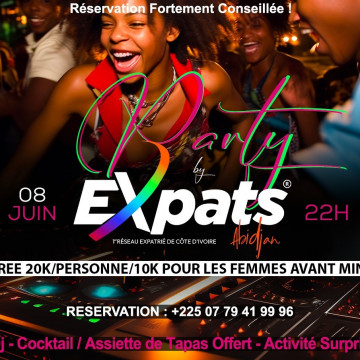 Réservation Fortement Conseillée !
Party
by
08
JUIN
EXpats®
22H
1ER RÉSEAU EXPATRIÉ DE CÔTE D'IVOIRE
Abidjan
REE 20K/PERSONNE/10K POUR LES FEMMES AVANT MIN
RESERVATION : +225 07 79 41 99 96
j - Cocktail / Assiette de Tapas Offert - Activité Surpr